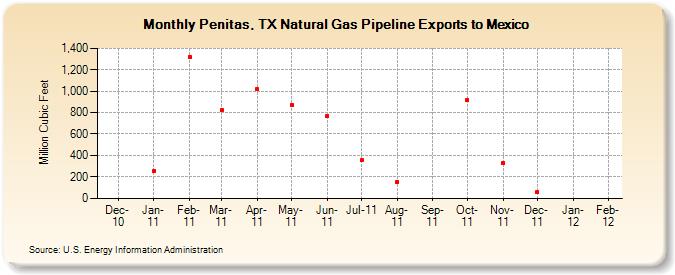 Monthly Penitas, TX Natural Gas Pipeline Exports to Mexico
Million Cubic Feet
1,400
1,200
1,000
800
600
400
200
0
Dec-10
Jan-11
Feb-11
Mar-11
Apr-11
May-11
Jun-11
Jul-11
Aug-11
Sep-11
Oct-11
Nov-11
Dec-11
Jan-12
Feb-12
Source: U.S. Energy Information Administration